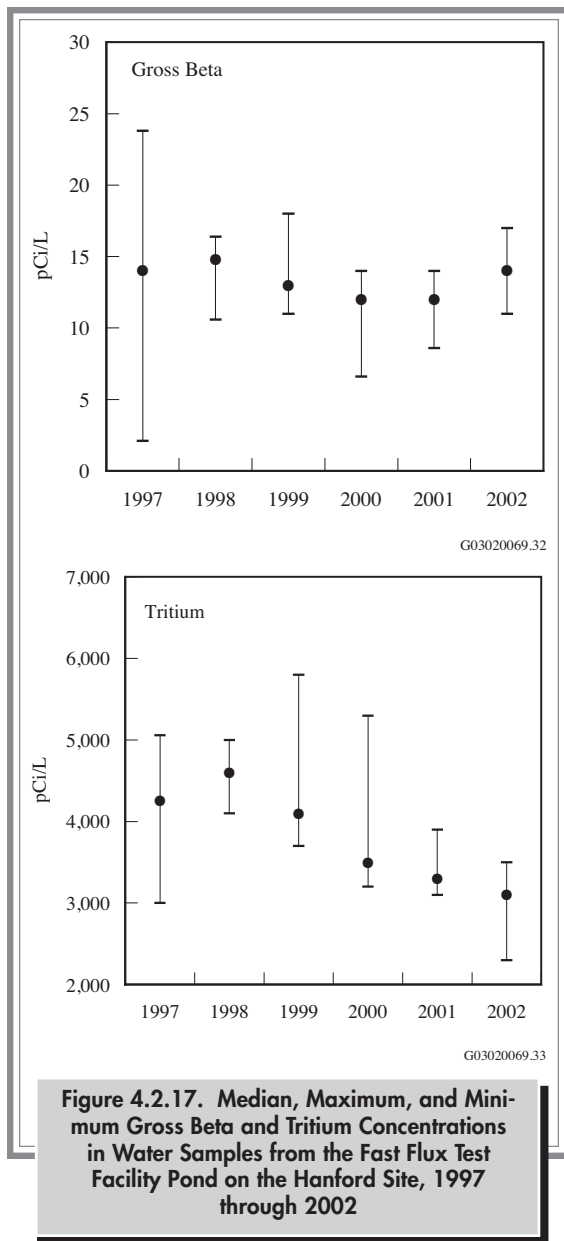 30
Gross Beta
25
20
pCi/L
15
10
5
0
1997 1998 1999 2000 2001 2002
G03020069.32
7,000
Tritium
6,000
5,000
pCi/L
4,000
3,000
2,000
1997 1998 1999 2000 2001 2002
G03020069.33
Figure 4.2.17. Median, Maximum, and Mini-
mum Gross Beta and Tritium Concentrations
in Water Samples from the Fast Flux Test
Facility Pond on the Hanford Site, 1997
through 2002